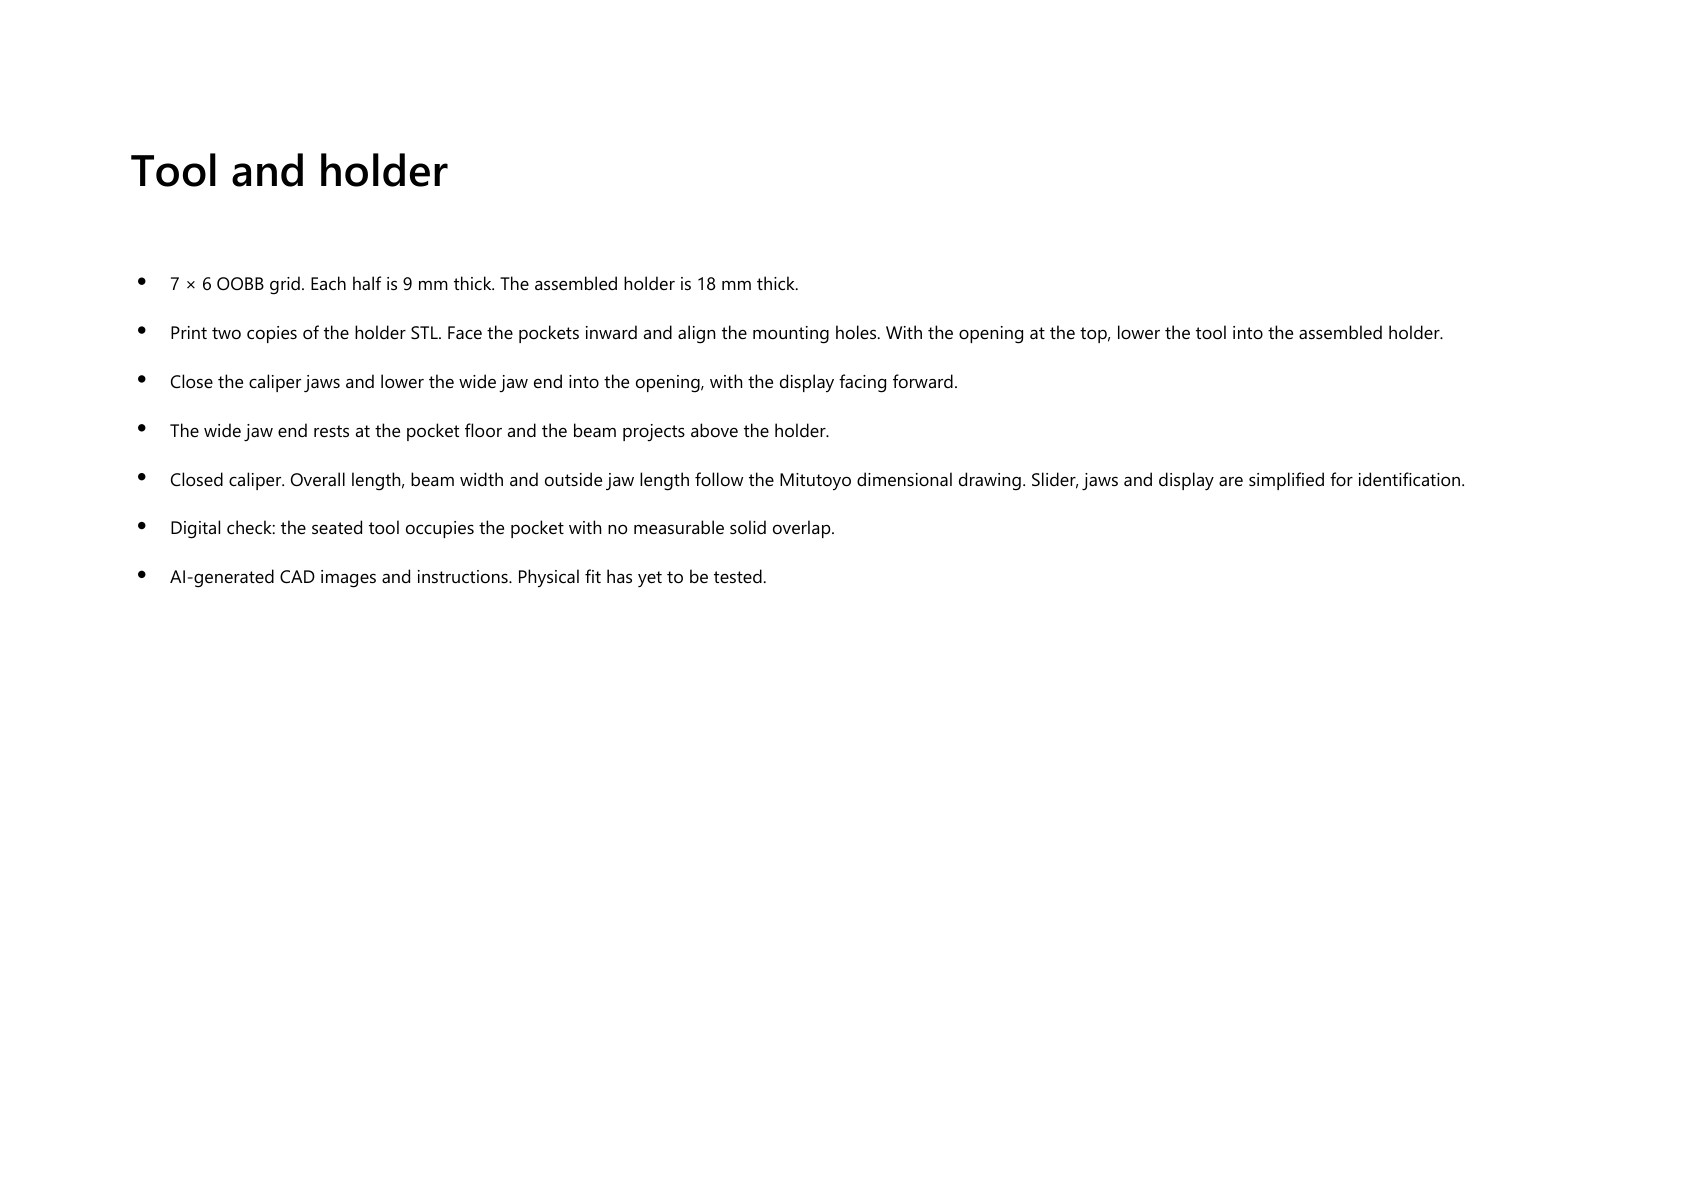 Tool and holder
• 7 × 6 OOBB grid. Each half is 9 mm thick. The assembled holder is 18 mm thick.
• Print two copies of the holder STL. Face the pockets inward and align the mounting holes. With the opening at the top, lower the tool into the assembled holder.
• Close the caliper jaws and lower the wide jaw end into the opening, with the display facing forward.
• The wide jaw end rests at the pocket floor and the beam projects above the holder.
• Closed caliper. Overall length, beam width and outside jaw length follow the Mitutoyo dimensional drawing. Slider, jaws and display are simplified for identification.
• Digital check: the seated tool occupies the pocket with no measurable solid overlap.
• AI-generated CAD images and instructions. Physical fit has yet to be tested.